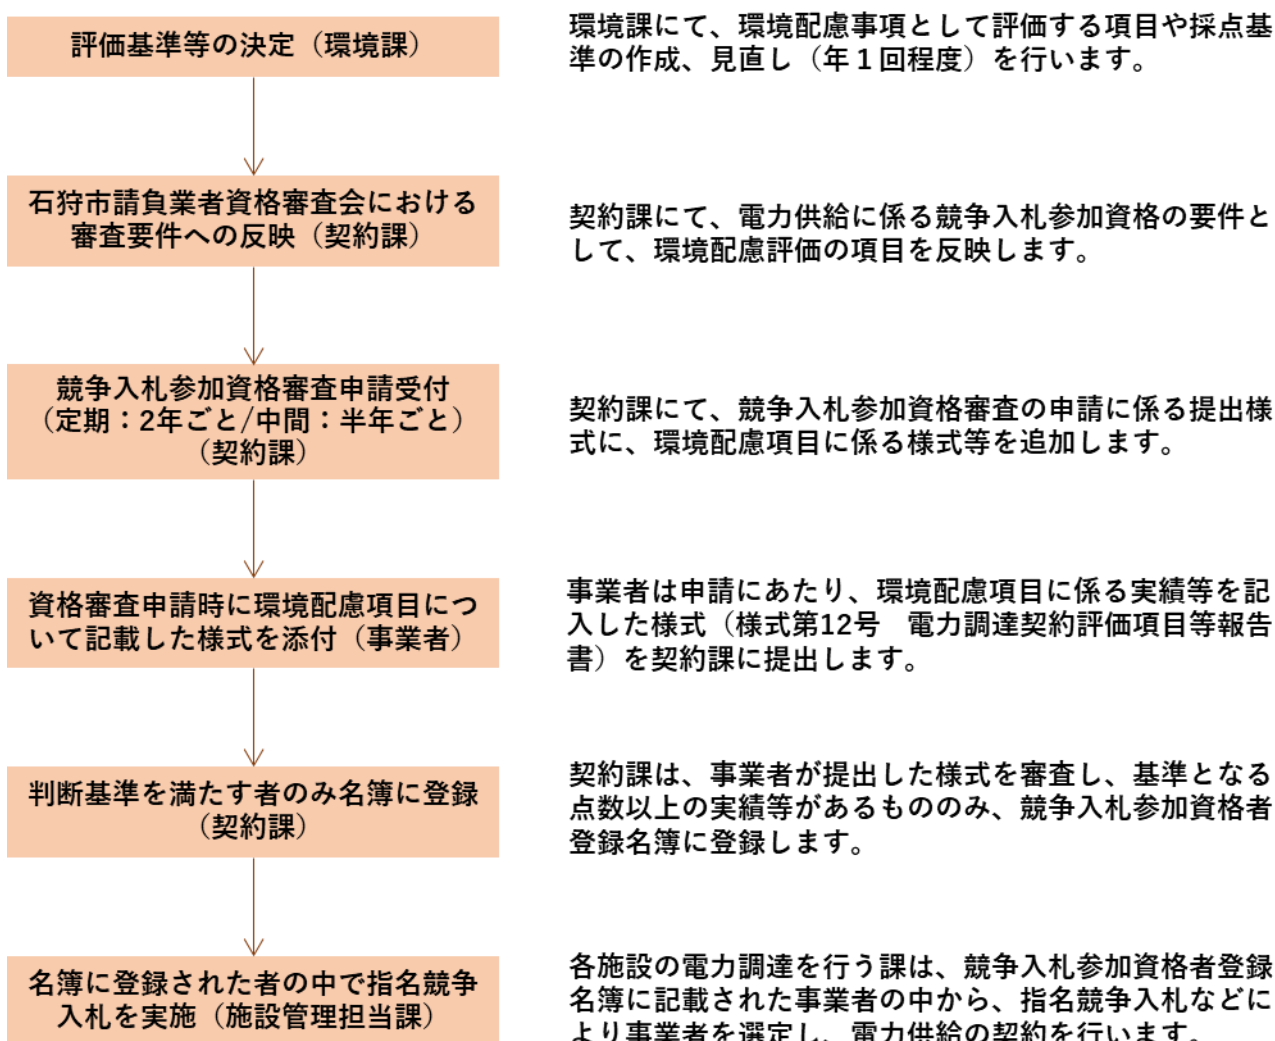 評価基準等の決定（環境課）
環境課にて、環境配慮事項として評価する項目や採点基
準の作成、見直し（年１回程度）を行います。
石狩市請負業者資格審査会における
審査要件への反映（契約課）
契約課にて、電力供給に係る競争入札参加資格の要件と
して、環境配慮評価の項目を反映します。
競争入札参加資格審査申請受付
（定期：2年ごと/中間：半年ごと）
（契約課）
契約課にて、競争入札参加資格審査の申請に係る提出様
式に、環境配慮項目に係る様式等を追加します。
資格審査申請時に環境配慮項目につ
いて記載した様式を添付（事業者）
事業者は申請にあたり、環境配慮項目に係る実績等を記
入した様式（様式第12号　電力調達契約評価項目等報告
書）を契約課に提出します。
判断基準を満たす者のみ名簿に登録
（契約課）
契約課は、事業者が提出した様式を審査し、基準となる
点数以上の実績等があるもののみ、競争入札参加資格者
登録名簿に登録します。
名簿に登録された者の中で指名競争
入札を実施（施設管理担当課）
各施設の電力調達を行う課は、競争入札参加資格者登録
名簿に記載された事業者の中から、指名競争入札などに
より事業者を選定し、電力供給の契約を行います。